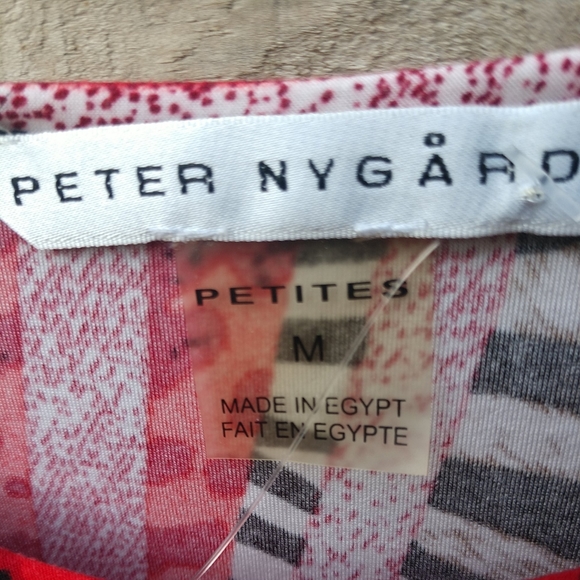 PETER NYGÅRD
PETITES
M
MADE IN EGYPT
FAIT EN EGYPTE